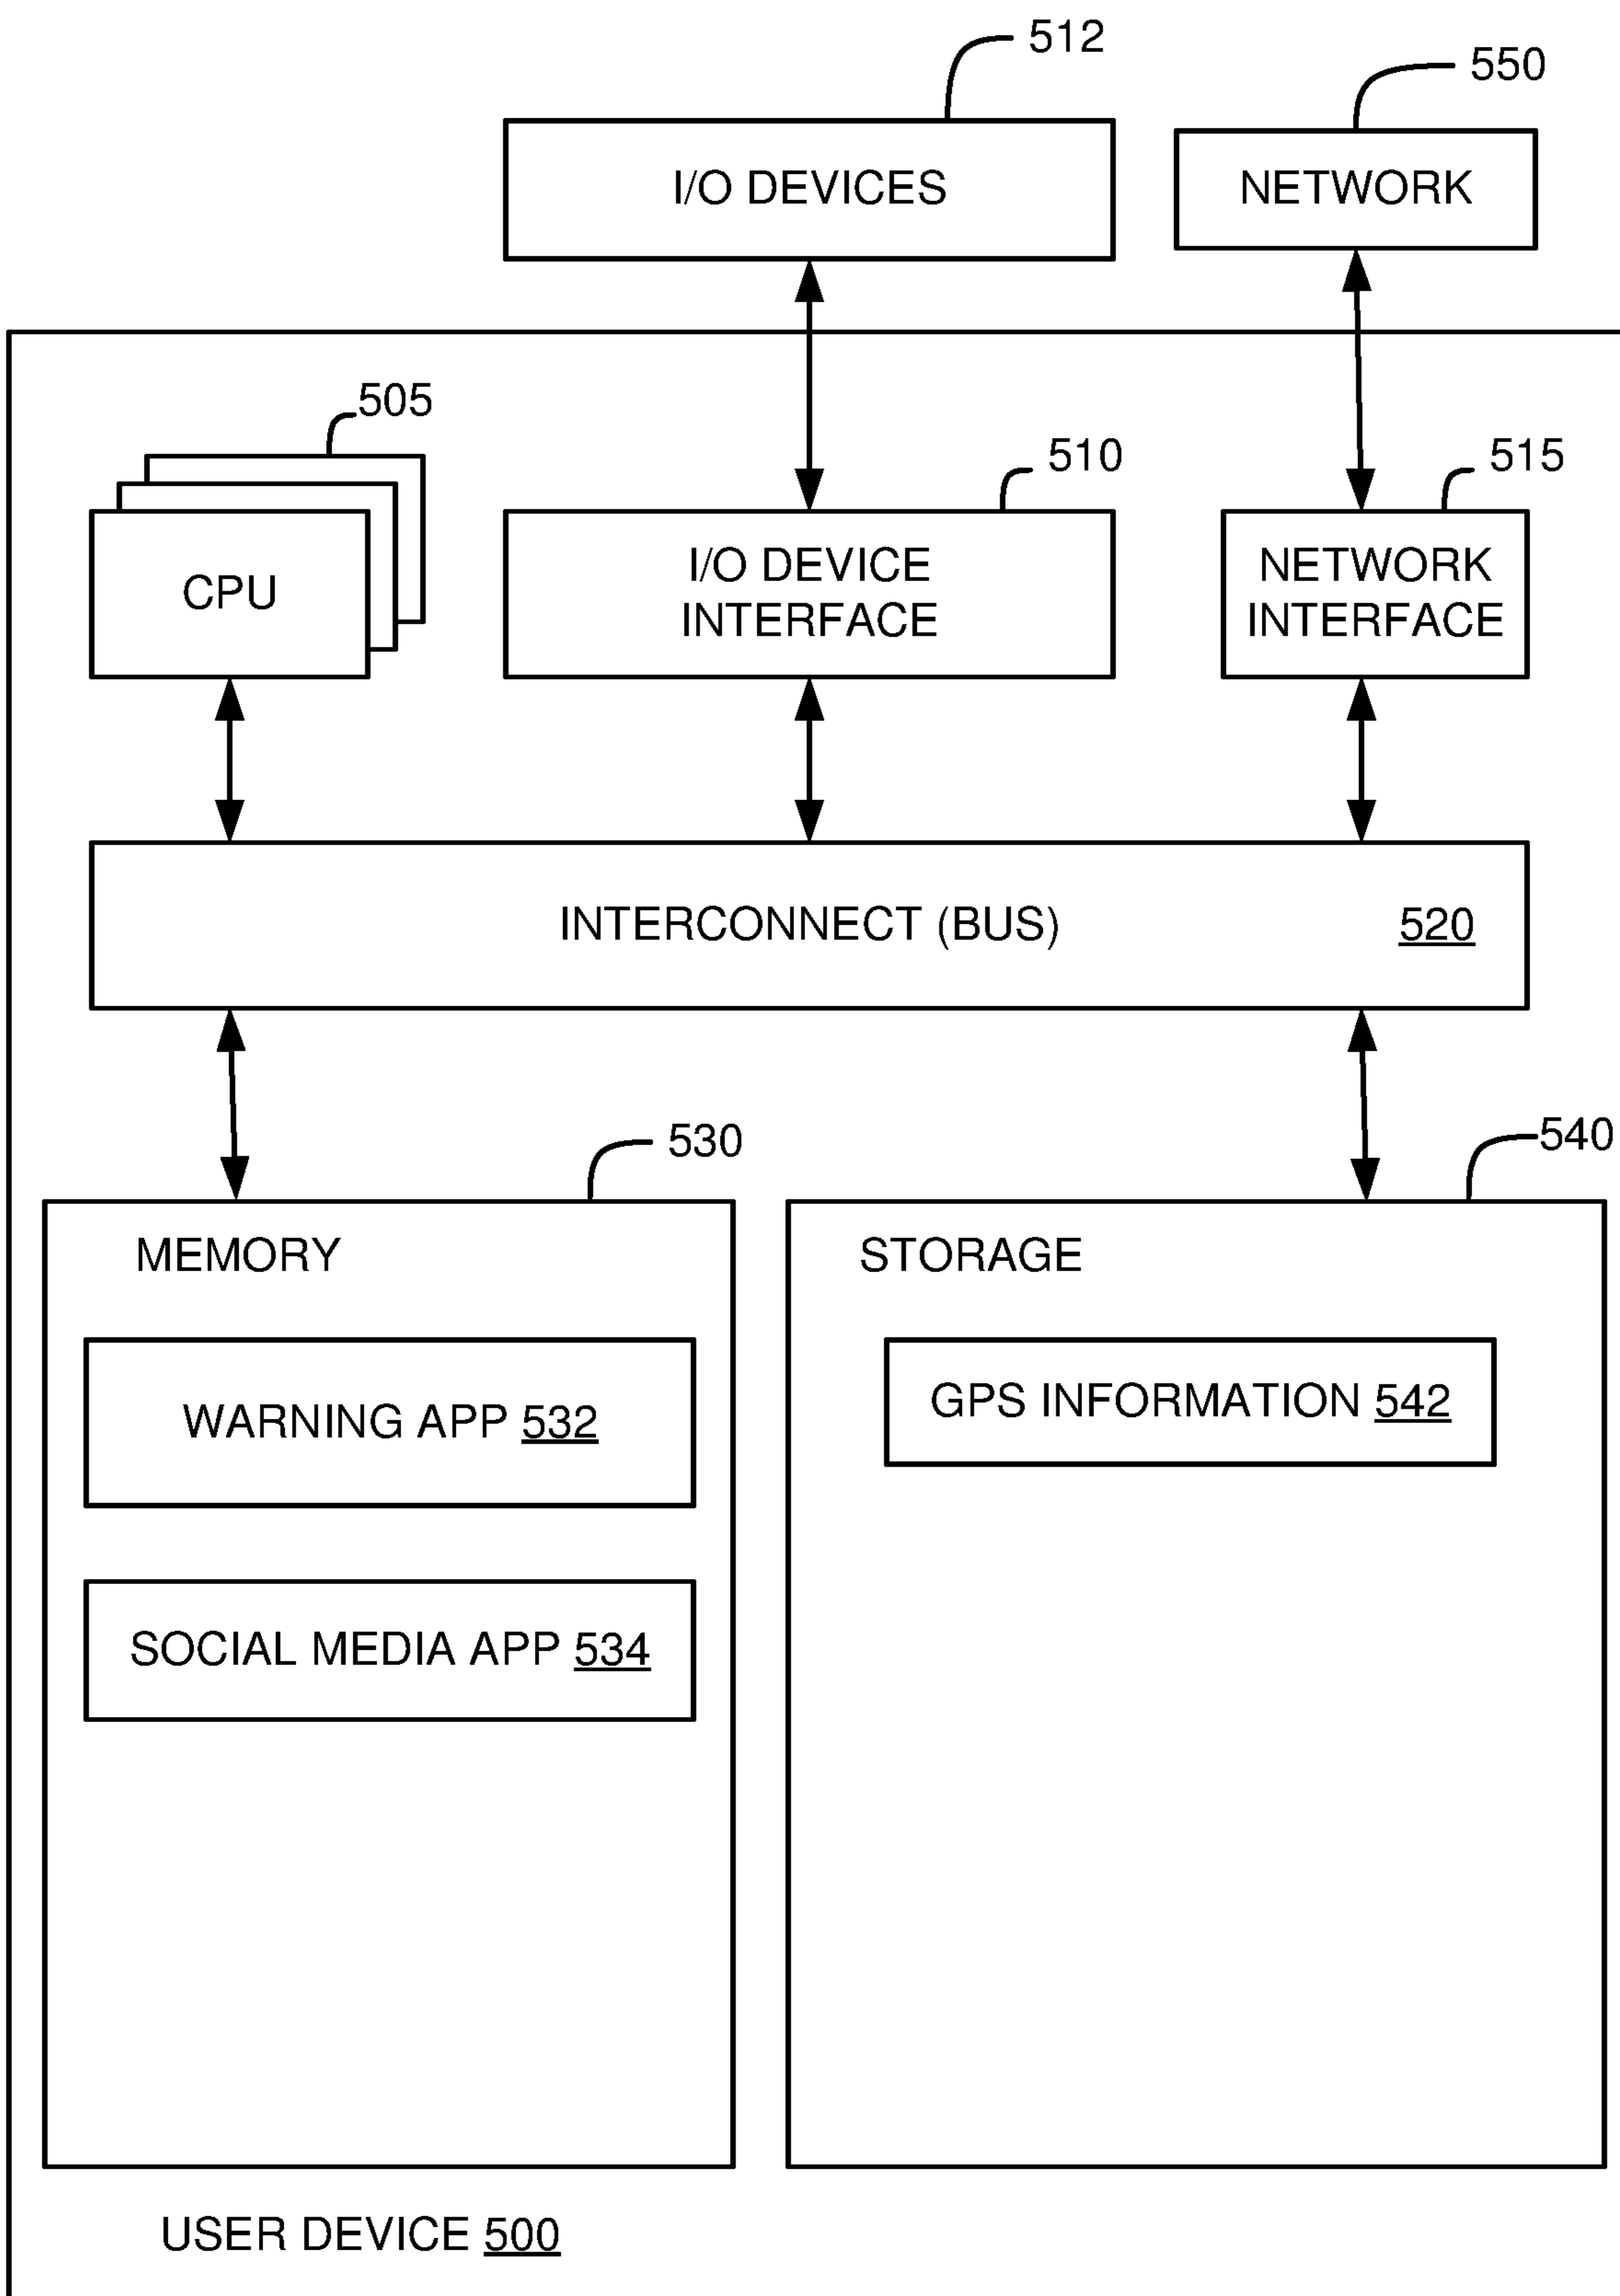 512
550
I/O DEVICES
NETWORK
505
510
515
CPU
I/O DEVICE
INTERFACE
NETWORK
INTERFACE
INTERCONNECT (BUS) 520
530
540
MEMORY
STORAGE
WARNING APP 532
GPS INFORMATION 542
SOCIAL MEDIA APP 534
USER DEVICE 500